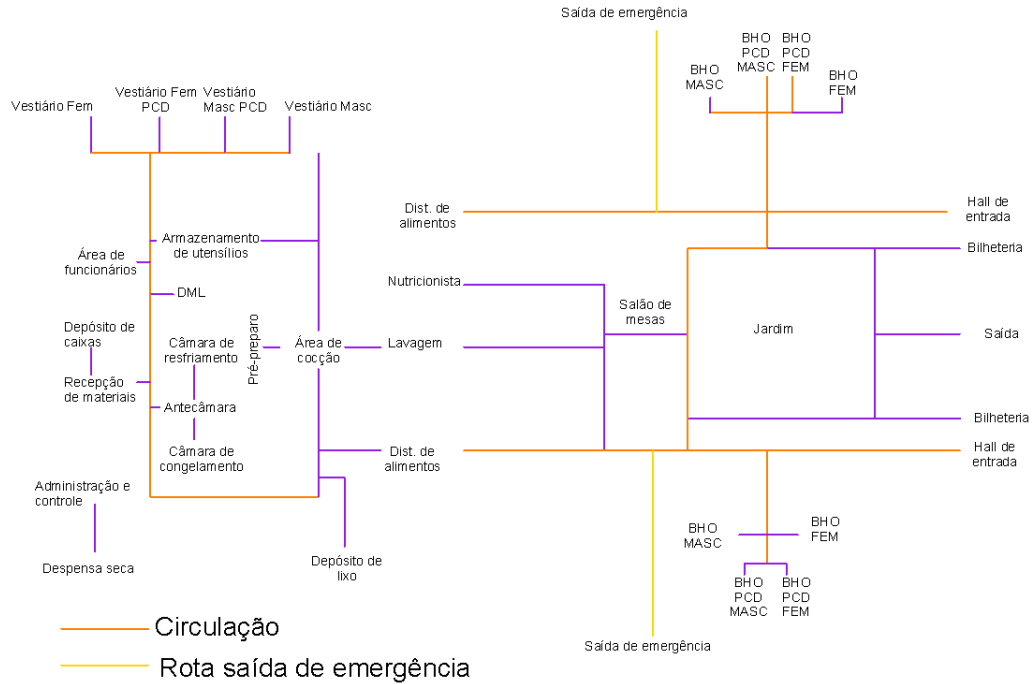 Saída de emergência
BHO
PCD
MASC
BHO
PCD
FEM
BHO
MASC
BHO
FEM
Vestiário Fem
Vestiário Fem
PCD
Vestiário
Masc PCD
Vestiário Masc
Dist. de
alimentos
Hall de
entrada
Armazenamento
de utensílios
Área de
funcionários
Bilheteria
DML
Nutricionista
Salão de
mesas
Jardim
Saída
Depósito de
caixas
Câmara de
resfriamento
Pré-preparo
Área de
cocção
Lavagem
Recepção
de materiais
Antecâmara
Bilheteria
Câmara de
congelamento
Dist. de
alimentos
Hall de
entrada
Administração e
controle
BHO
MASC
BHO
FEM
Despensa seca
Depósito de
lixo
BHO
PCD
MASC
BHO
PCD
FEM
Saída de emergência
Circulação
Rota saída de emergência